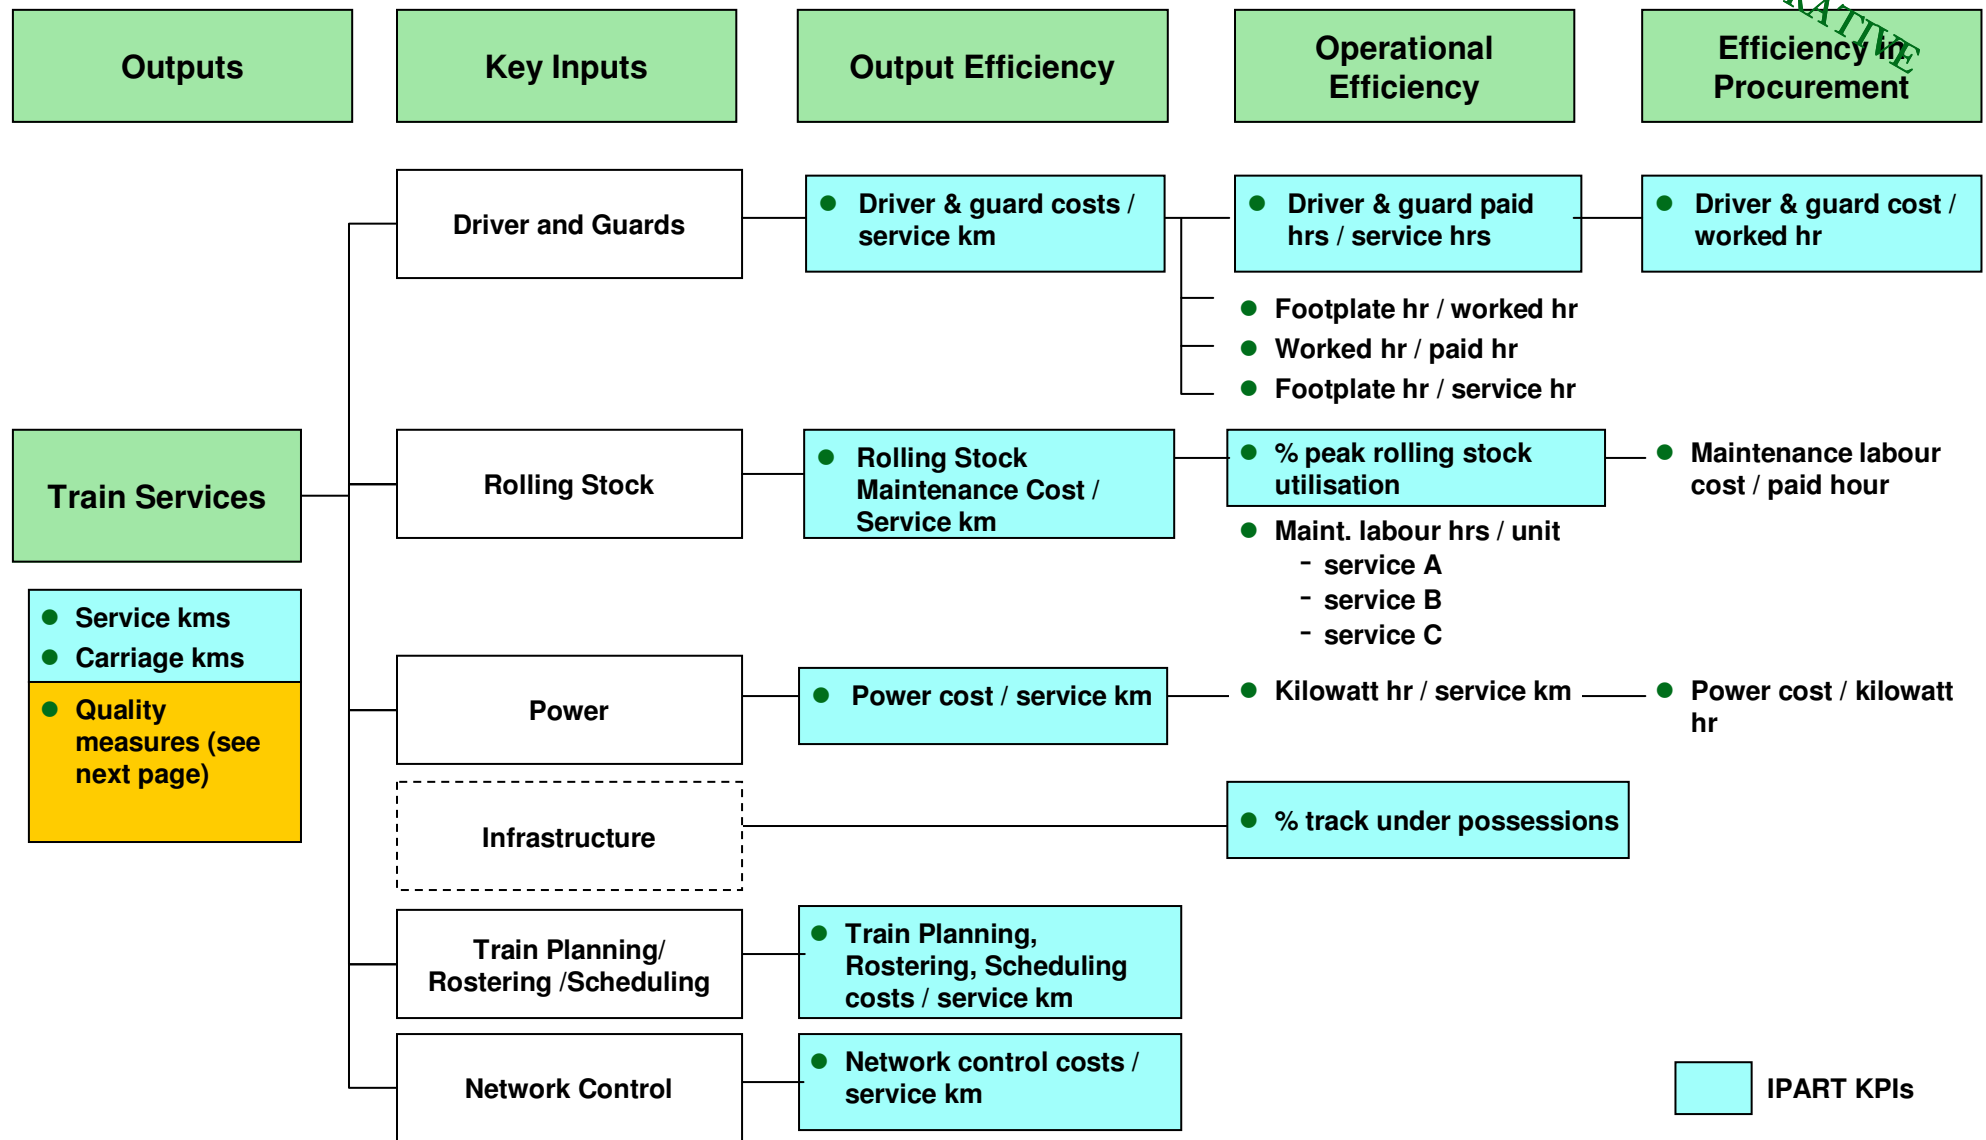 Outputs
Key Inputs
Output Efficiency
Operational
Efficiency
Efficiency in
Procurement
Driver and Guards
● Driver & guard costs /
service km
● Driver & guard paid
hrs / service hrs
● Driver & guard cost /
worked hr
● Footplate hr / worked hr
● Worked hr / paid hr
● Footplate hr / service hr
Train Services
● Service kms
● Carriage kms
● Quality
measures (see
next page)
Rolling Stock
● Rolling Stock
Maintenance Cost /
Service km
● % peak rolling stock
utilisation
● Maintenance labour
cost / paid hour
● Maint. labour hrs / unit
- service A
- service B
- service C
Power
● Power cost / service km
● Kilowatt hr / service km
● Power cost / kilowatt
hr
Infrastructure
● % track under possessions
Train Planning/
Rostering /Scheduling
● Train Planning,
Rostering, Scheduling
costs / service km
Network Control
● Network control costs /
service km
IPART KPIs